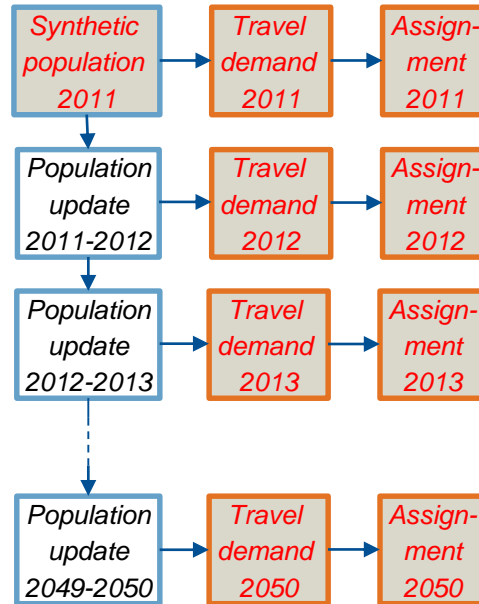 Synthetic
population
2011
Travel
demand
2011
Assign-
ment
2011
Population
update
2011-2012
Travel
demand
2012
Assign-
ment
2012
Population
update
2012-2013
Travel
demand
2013
Assign-
ment
2013
Population
update
2049-2050
Travel
demand
2050
Assign-
ment
2050